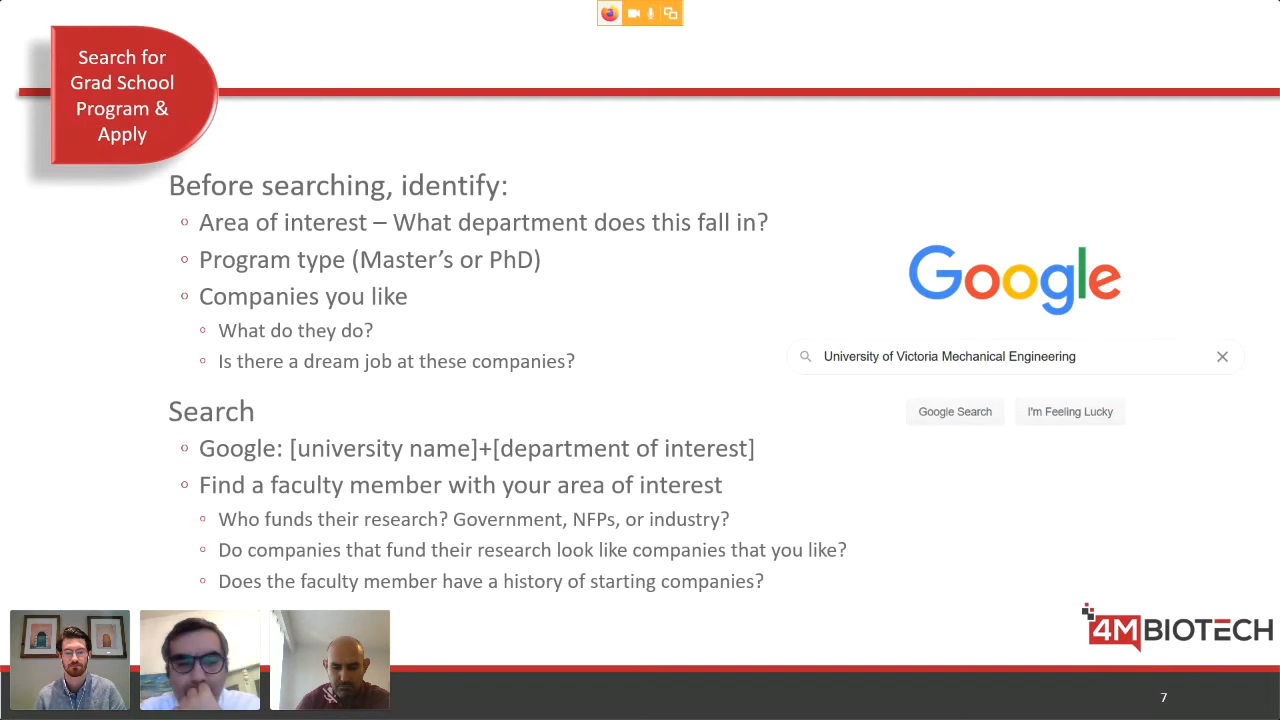 Search for
Grad School
Program &
Apply
Before searching, identify:
Area of interest – What department does this fall in?
Program type (Master's or PhD)
Companies you like
What do they do?
Is there a dream job at these companies?
Search
Google: [university name]+[department of interest]
Find a faculty member with your area of interest
Who funds their research? Government, NFPs, or industry?
Do companies that fund their research look like companies that you like?
Does the faculty member have a history of starting companies?
Google
University of Victoria Mechanical Engineering
Google Search
I'm Feeling Lucky
4MBIOTECH
7